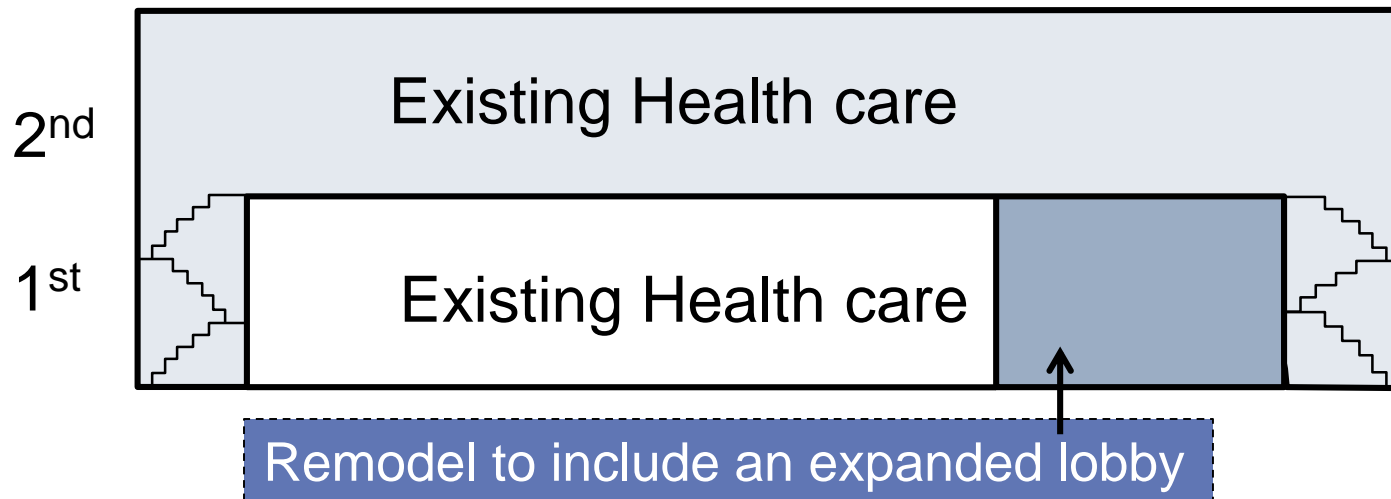 2nd Existing Health care
1st Existing Health care
Remodel to include an expanded lobby